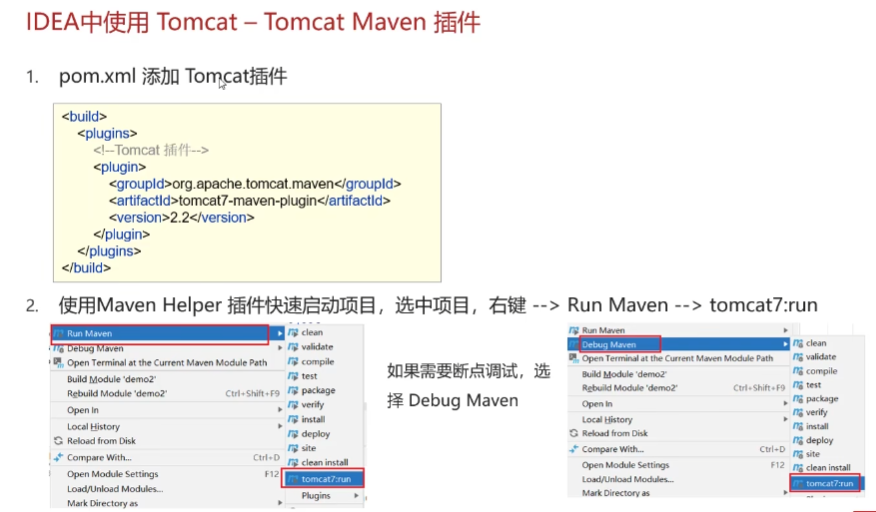 IDEA中使用 Tomcat – Tomcat Maven 插件
1. pom.xml 添加 Tomcat插件
<build>
<plugins>
<!--Tomcat 插件-->
<plugin>
<groupId>org.apache.tomcat.maven</groupId>
<artifactId>tomcat7-maven-plugin</artifactId>
<version>2.2</version>
</plugin>
</plugins>
</build>
2. 使用Maven Helper 插件快速启动项目，选中项目，右键 --> Run Maven --> tomcat7:run
Run Maven
Debug Maven
Open Terminal at the Current Maven Module Path
Build Module 'demo2'
Rebuild Module 'demo2' Ctrl+Shift+F9
Open In
Local History
Reload from Disk
Compare With... Ctrl+D
Open Module Settings F12
Load/Unload Modules...
Mark Directory as
clean
validate
compile
test
package
verify
install
deploy
site
clean install
tomcat7:run
Plugins
如果需要断点调试，选
择 Debug Maven
Run Maven
Debug Maven
Open Terminal at the Current Maven Module Path
Build Module 'demo2'
Rebuild Module 'demo2' Ctrl+Shift+F9
Open In
Local History
Reload from Disk
Compare With... Ctrl+D
Open Module Settings F12
Load/Unload Modules...
Mark Directory as
clean
validate
compile
test
package
verify
install
deploy
site
clean install
tomcat7:run